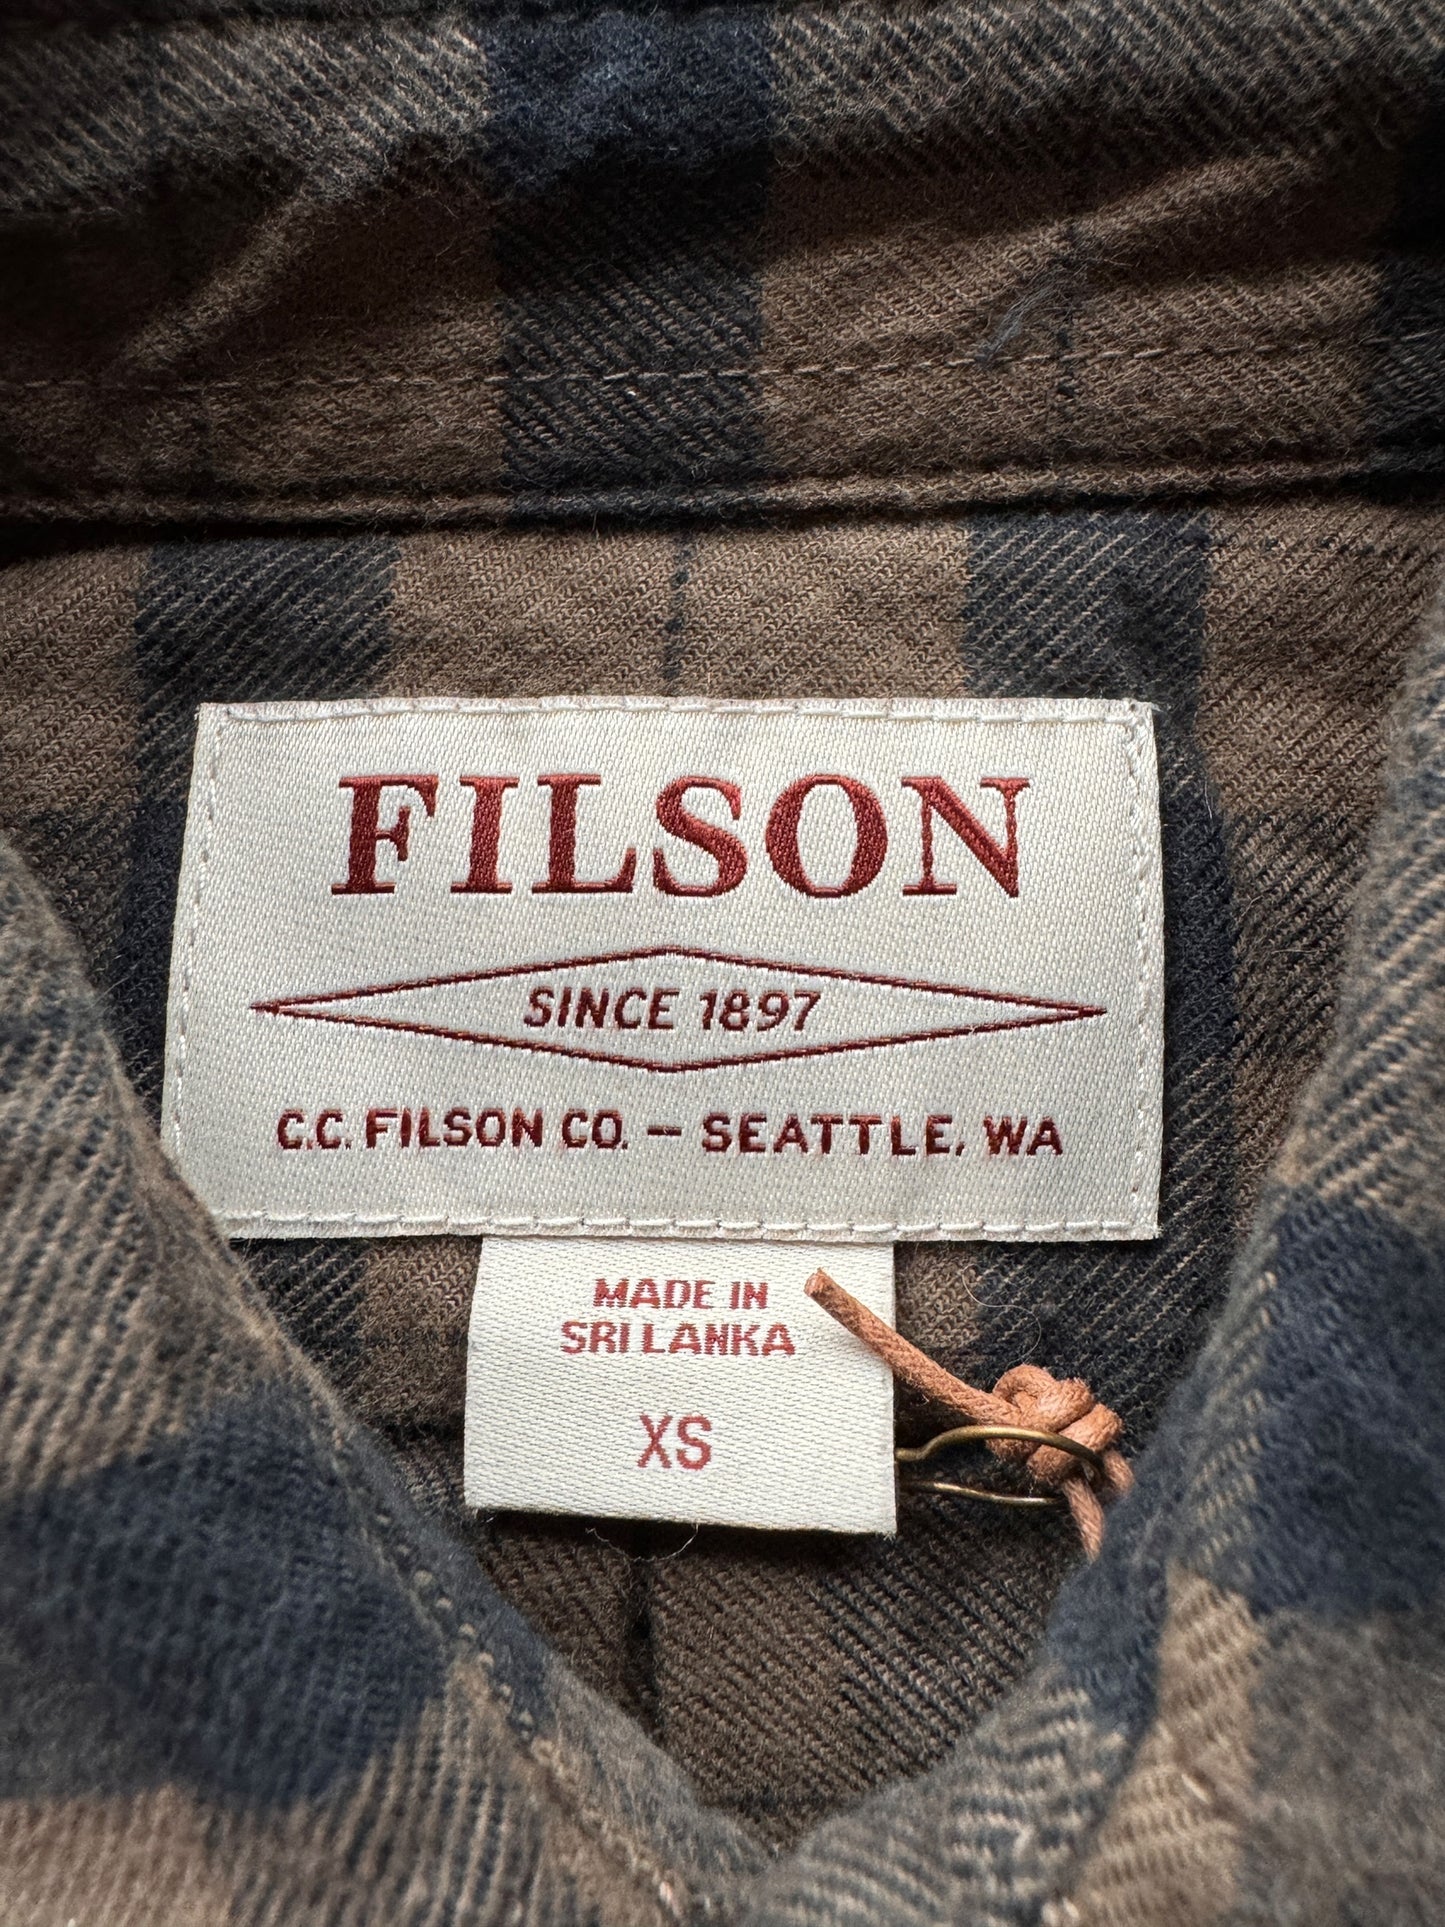 FILSON
SINCE 1897
C.C. FILSON CO. – SEATTLE, WA
MADE IN
SRI LANKA
XS